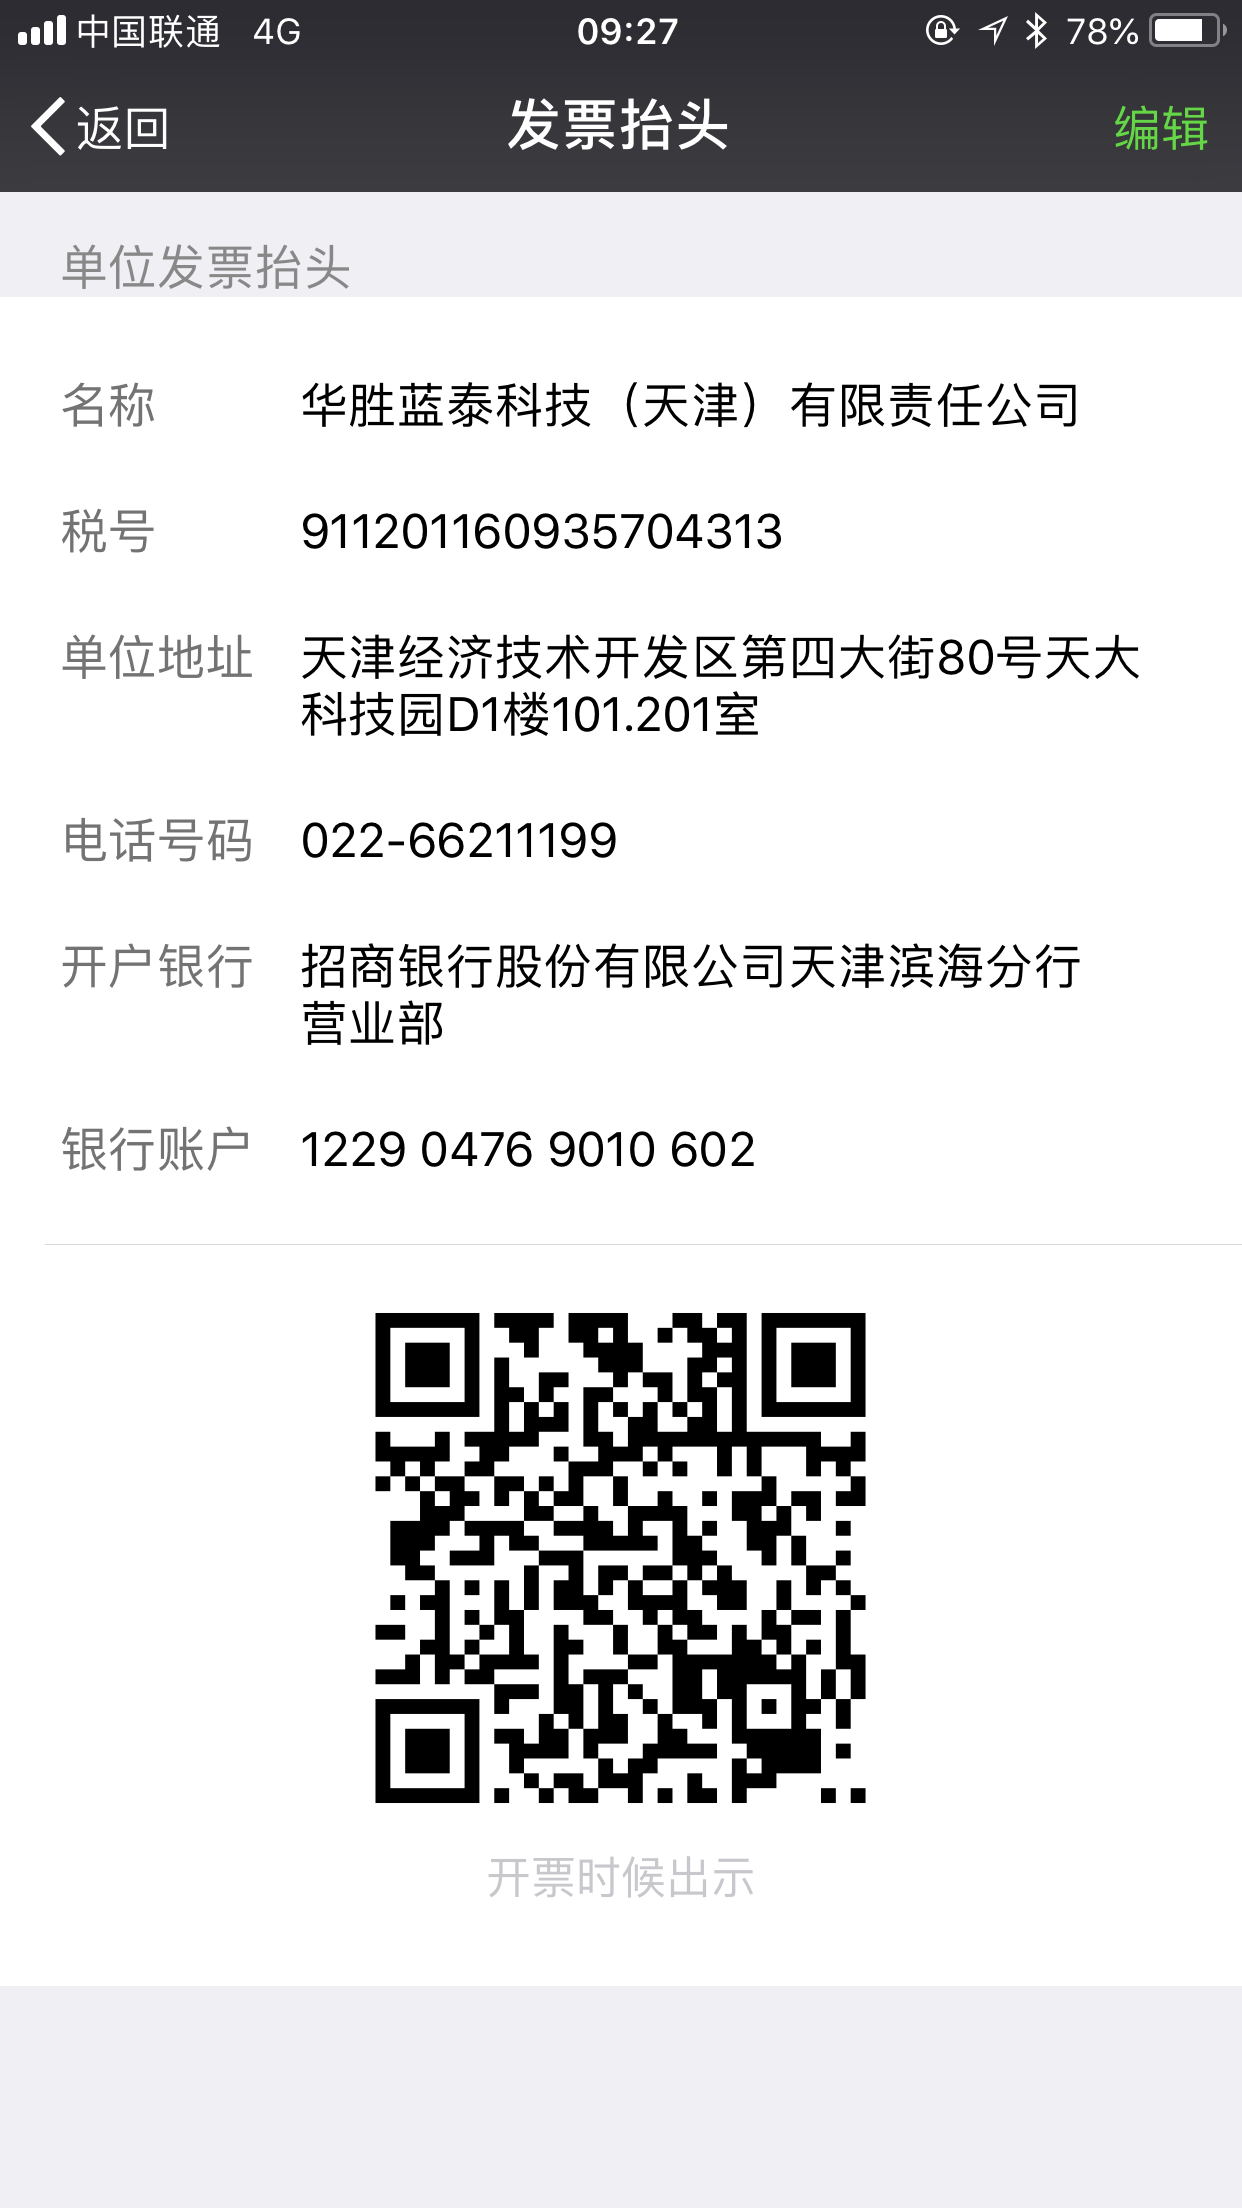 中国联通 4G 09:27 78%
返回 发票抬头 编辑
单位发票抬头
名称 华胜蓝泰科技（天津）有限责任公司
税号 911201160935704313
单位地址 天津经济技术开发区第四大街80号天大
科技园D1楼101.201室
电话号码 022-66211199
开户银行 招商银行股份有限公司天津滨海分行
营业部
银行账户 1229 0476 9010 602
开票时候出示